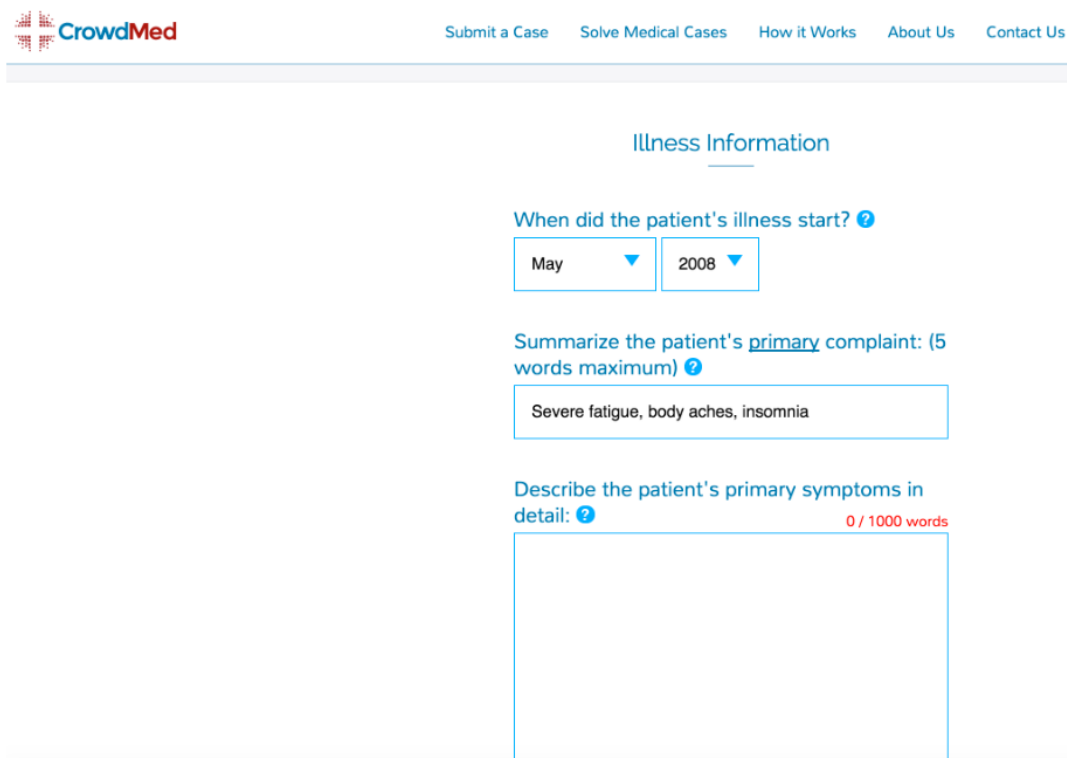 CrowdMed
Submit a Case Solve Medical Cases How it Works About Us Contact Us
Illness Information
When did the patient's illness start? ?
May 2008
Summarize the patient's primary complaint: (5
words maximum) ?
Severe fatigue, body aches, insomnia
Describe the patient's primary symptoms in
detail: ? 0 / 1000 words